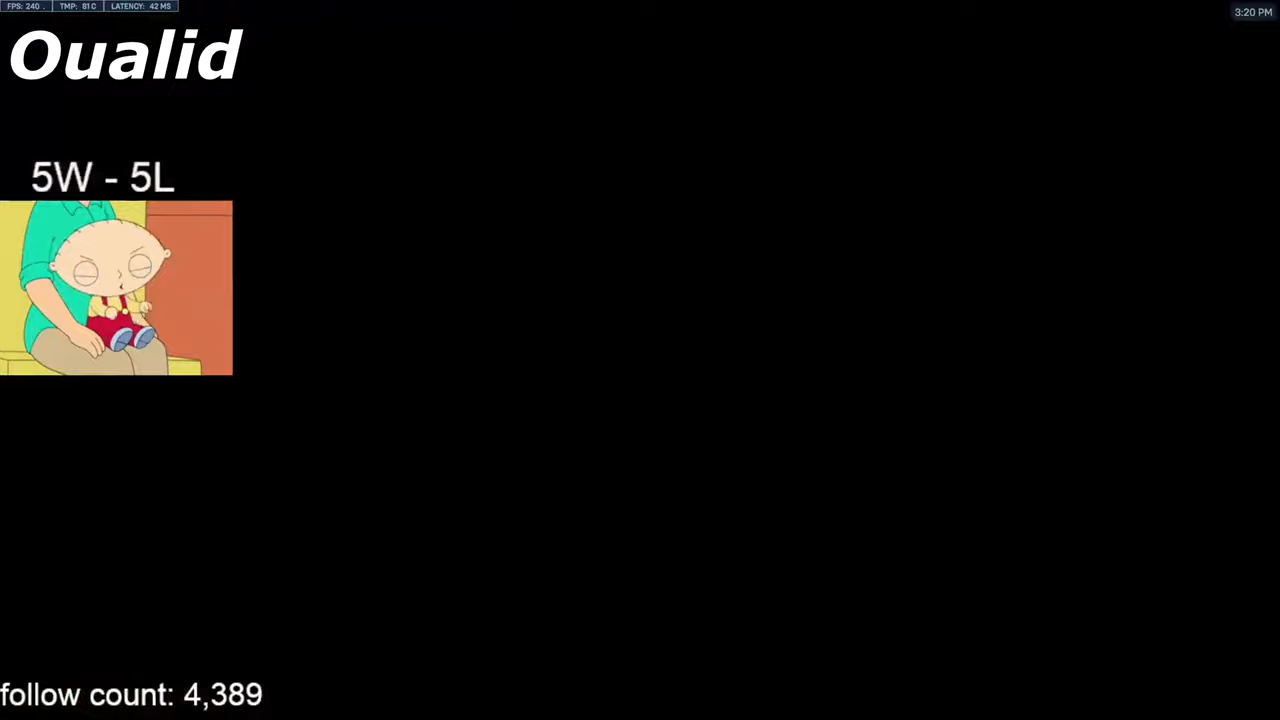 FPS: 240 . TMP: 81 C LATENCY: 42 MS
3:20 PM
Oualid
5W - 5L
follow count: 4,389